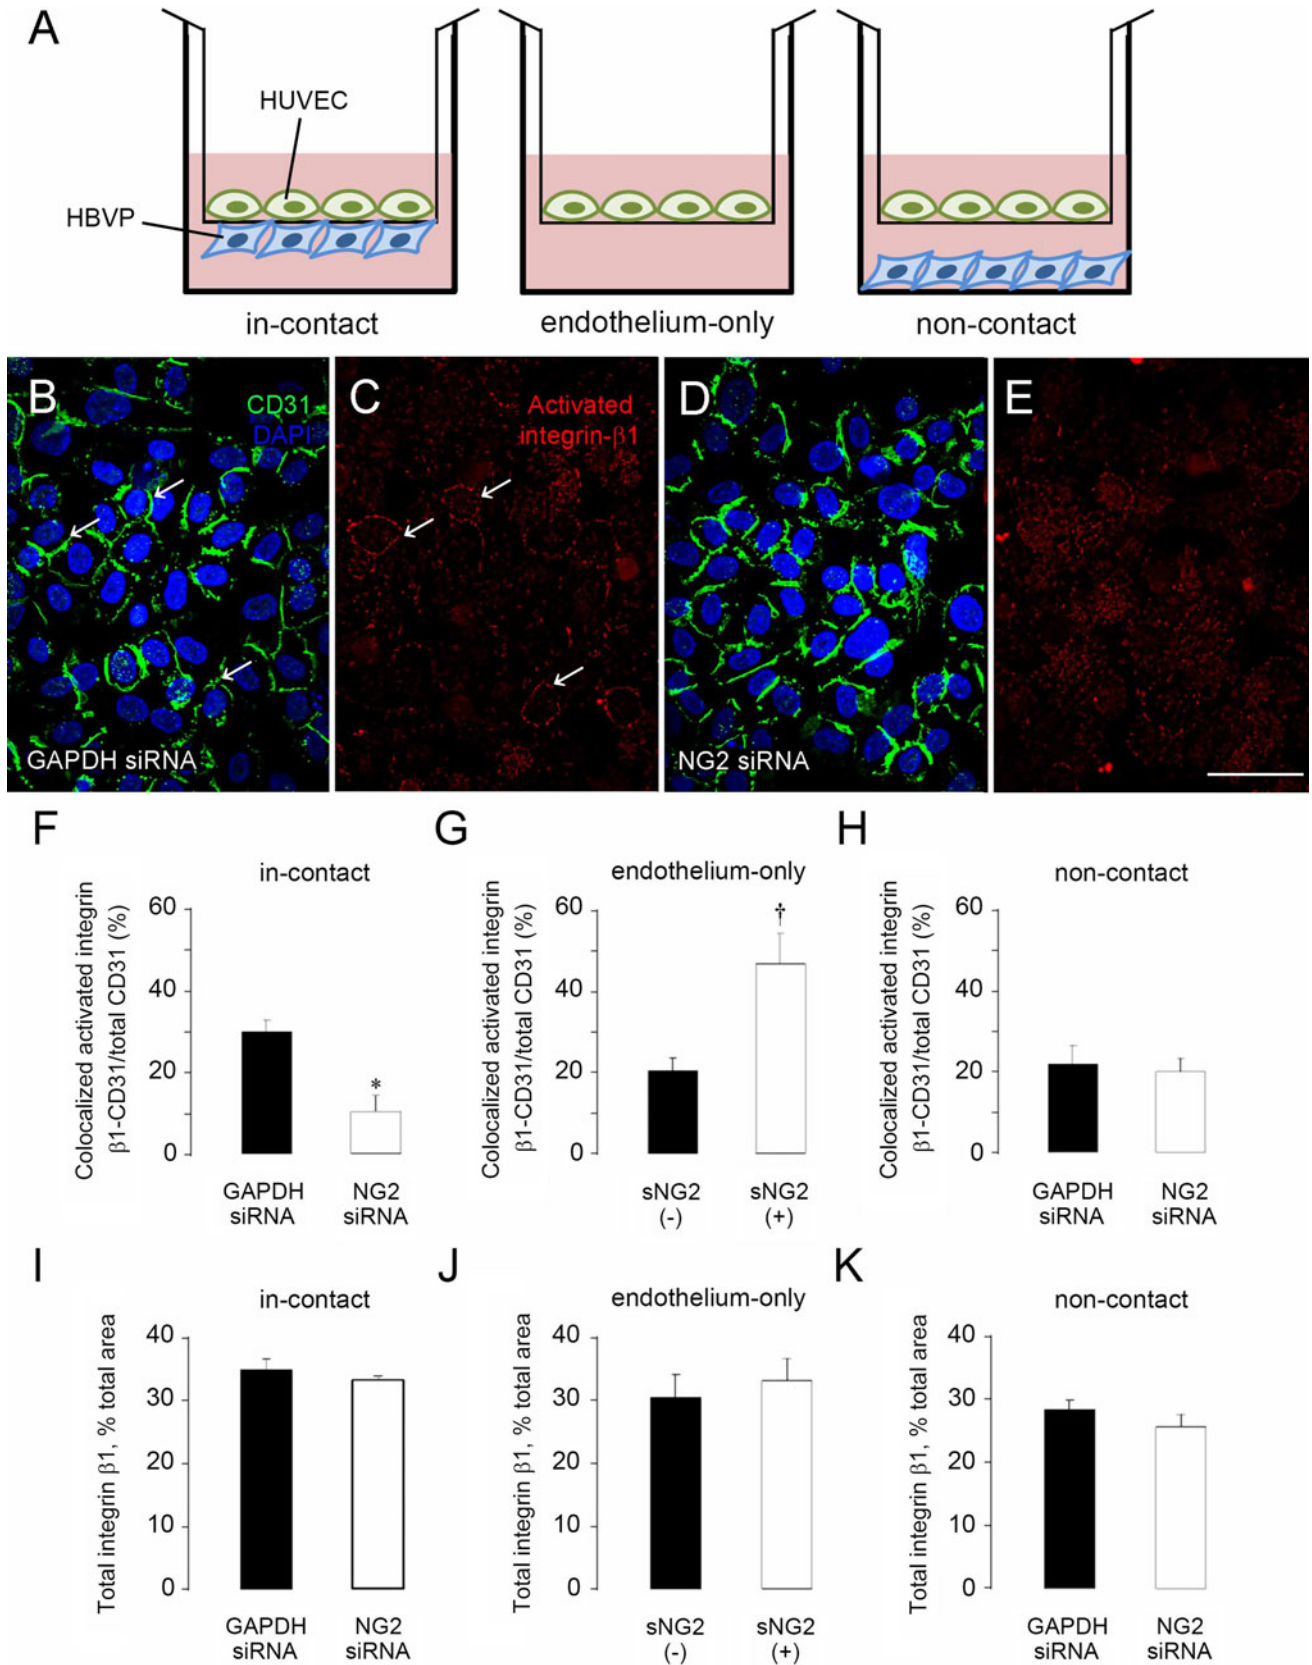 A
HUVEC
HBVP
in-contact
endothelium-only
non-contact
B
CD31
DAPI
GAPDH siRNA
C
Activated
integrin-β1
D
NG2 siRNA
E
F
in-contact
Colocalized activated integrin
β1-CD31/total CD31 (%)
60
40
20
0
*
GAPDH
siRNA
NG2
siRNA
G
endothelium-only
Colocalized activated integrin
β1-CD31/total CD31 (%)
60
40
20
0
†
sNG2
(-)
sNG2
(+)
H
non-contact
Colocalized activated integrin
β1-CD31/total CD31 (%)
60
40
20
0
GAPDH
siRNA
NG2
siRNA
I
in-contact
Total integrin β1, % total area
40
30
20
10
0
GAPDH
siRNA
NG2
siRNA
J
endothelium-only
Total integrin β1, % total area
40
30
20
10
0
sNG2
(-)
sNG2
(+)
K
non-contact
Total integrin β1, % total area
40
30
20
10
0
GAPDH
siRNA
NG2
siRNA